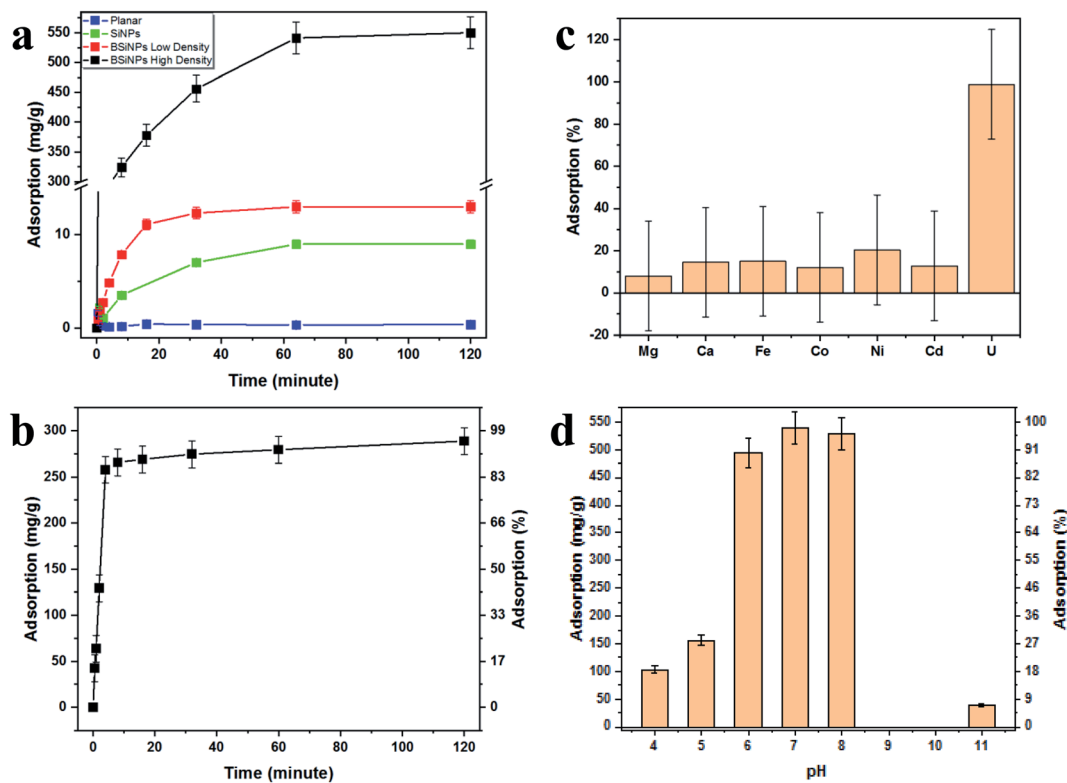 a
Planar
SiNPs
BSiNPs Low Density
BSiNPs High Density
Adsorption (mg/g)
550
500
450
400
350
300
10
0
0 20 40 60 80 100 120
Time (minute)
c
Adsorption (%)
120
100
80
60
40
20
0
-20
Mg Ca Fe Co Ni Cd U
b
Adsorption (mg/g)
300
250
200
150
100
50
0
99
83
66
50
33
17
0
Adsorption (%)
0 20 40 60 80 100 120
Time (minute)
d
Adsorption (mg/g)
550
500
450
400
350
300
250
200
150
100
50
0
100
91
82
73
64
55
46
36
27
18
9
0
Adsorption (%)
4 5 6 7 8 9 10 11
pH